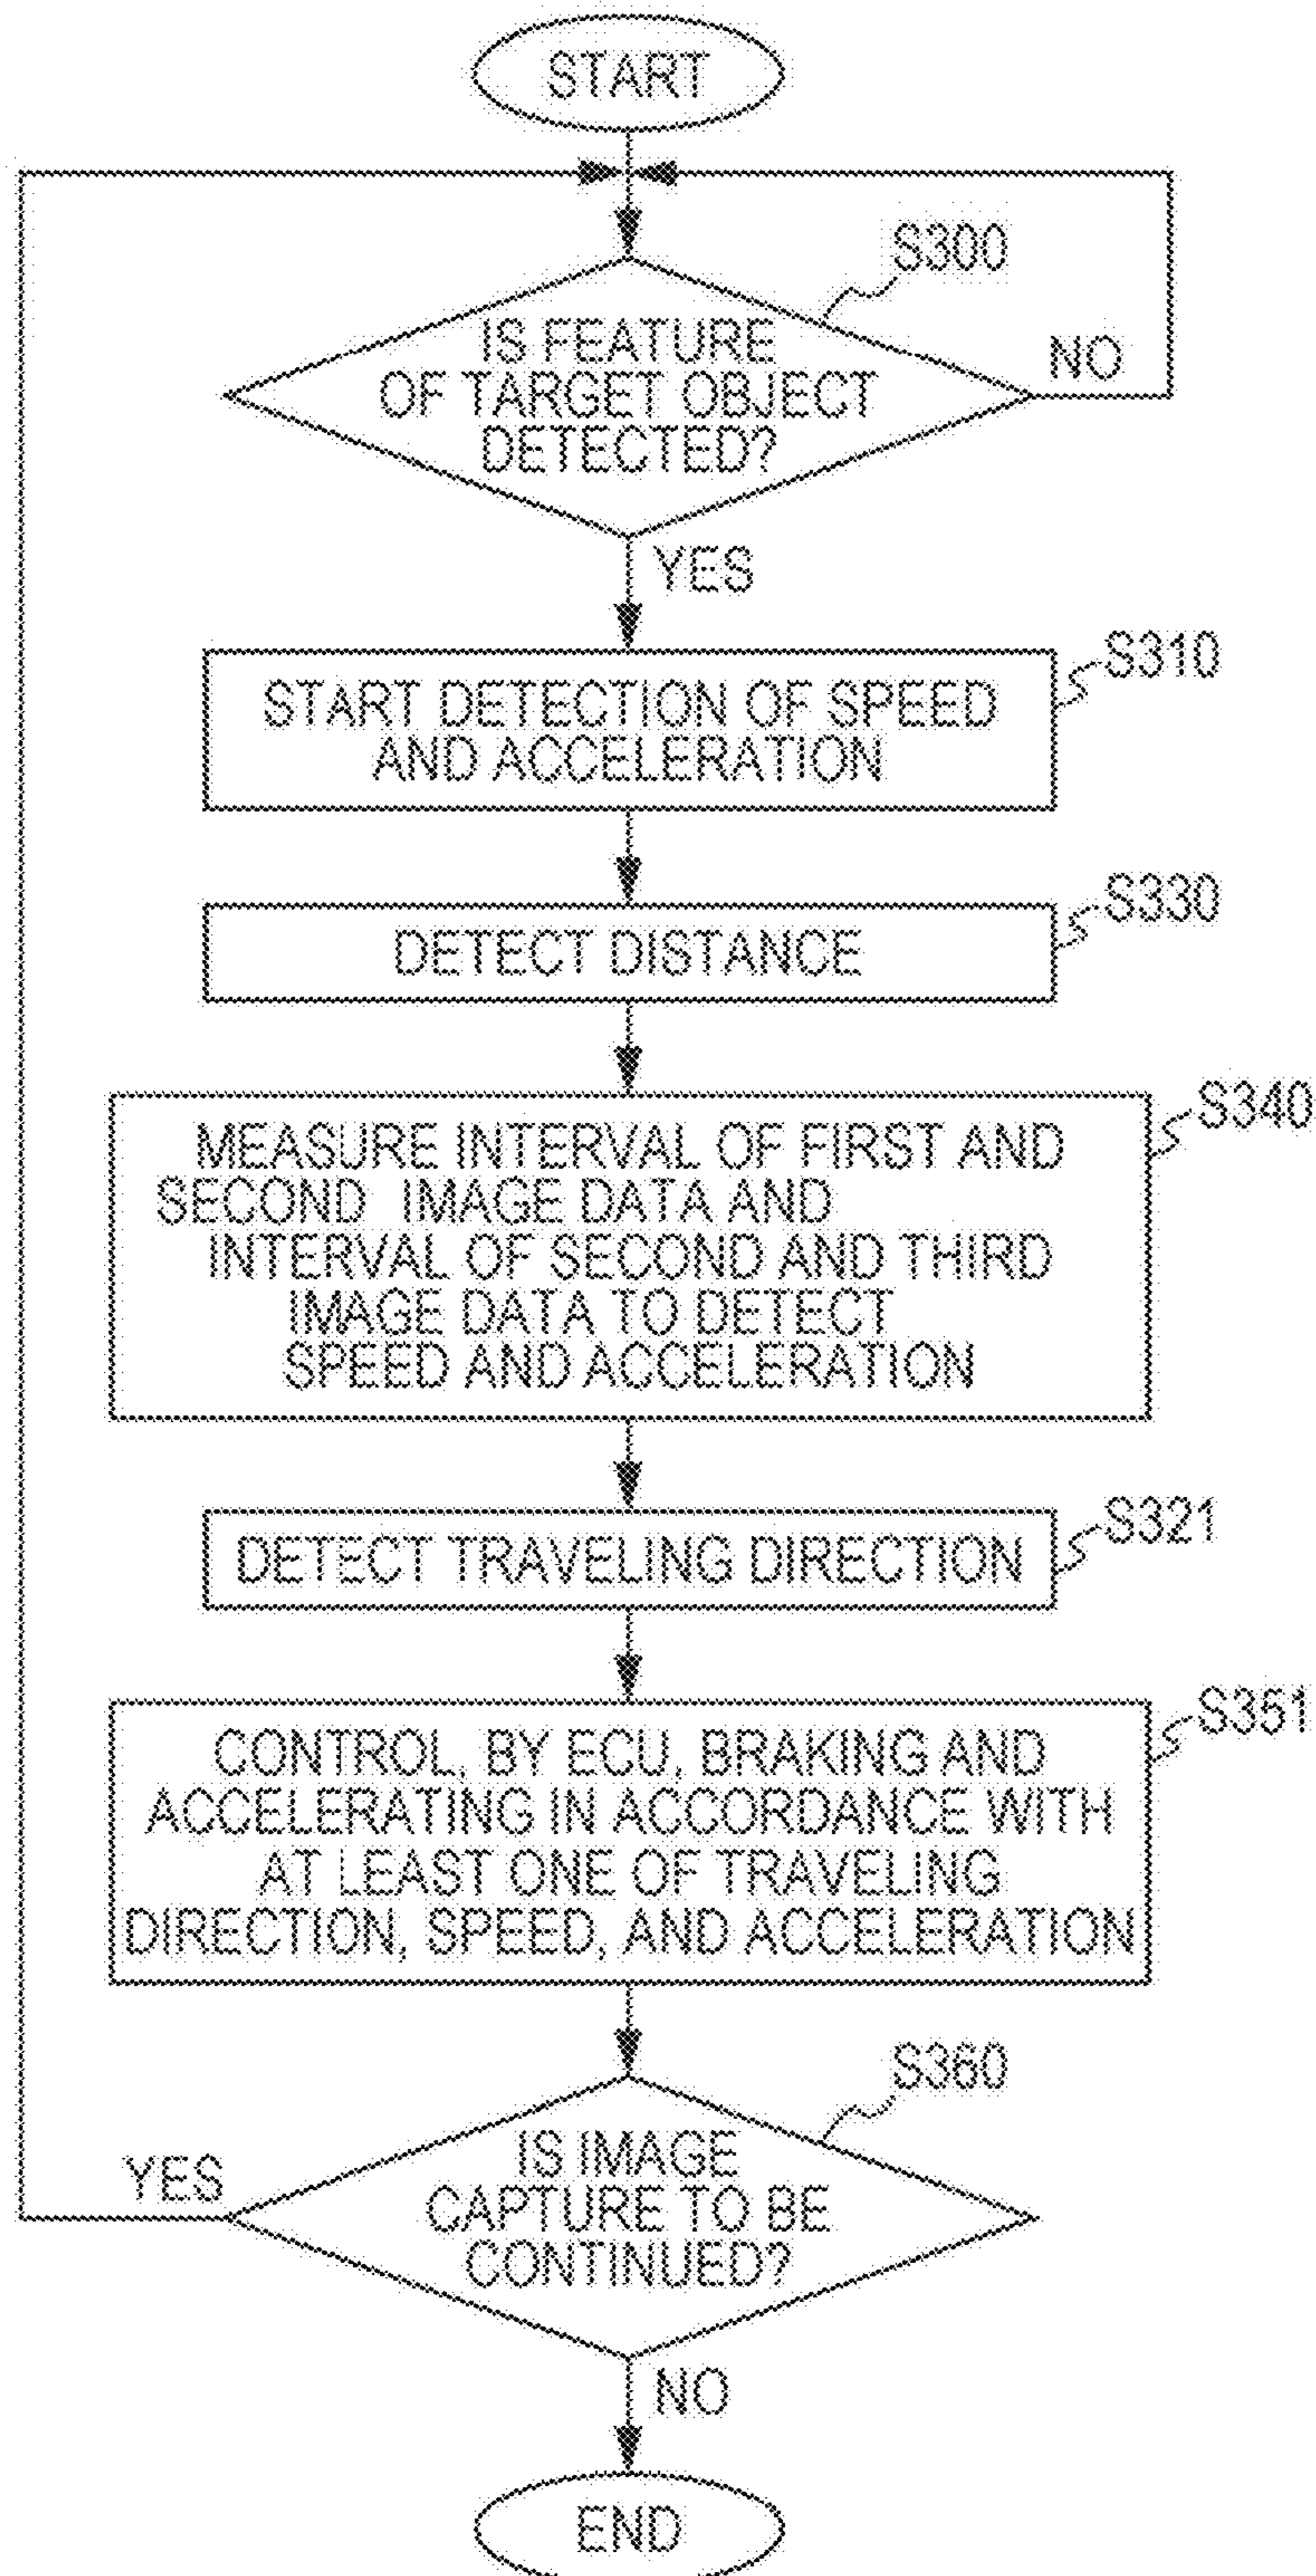 START
S300
IS FEATURE
OF TARGET OBJECT
DETECTED?
NO
YES
S310
START DETECTION OF SPEED
AND ACCELERATION
S330
DETECT DISTANCE
S340
MEASURE INTERVAL OF FIRST AND
SECOND IMAGE DATA AND
INTERVAL OF SECOND AND THIRD
IMAGE DATA TO DETECT
SPEED AND ACCELERATION
S321
DETECT TRAVELING DIRECTION
S351
CONTROL, BY ECU, BRAKING AND
ACCELERATING IN ACCORDANCE WITH
AT LEAST ONE OF TRAVELING
DIRECTION, SPEED, AND ACCELERATION
S360
IS IMAGE
CAPTURE TO BE
CONTINUED?
YES
NO
END